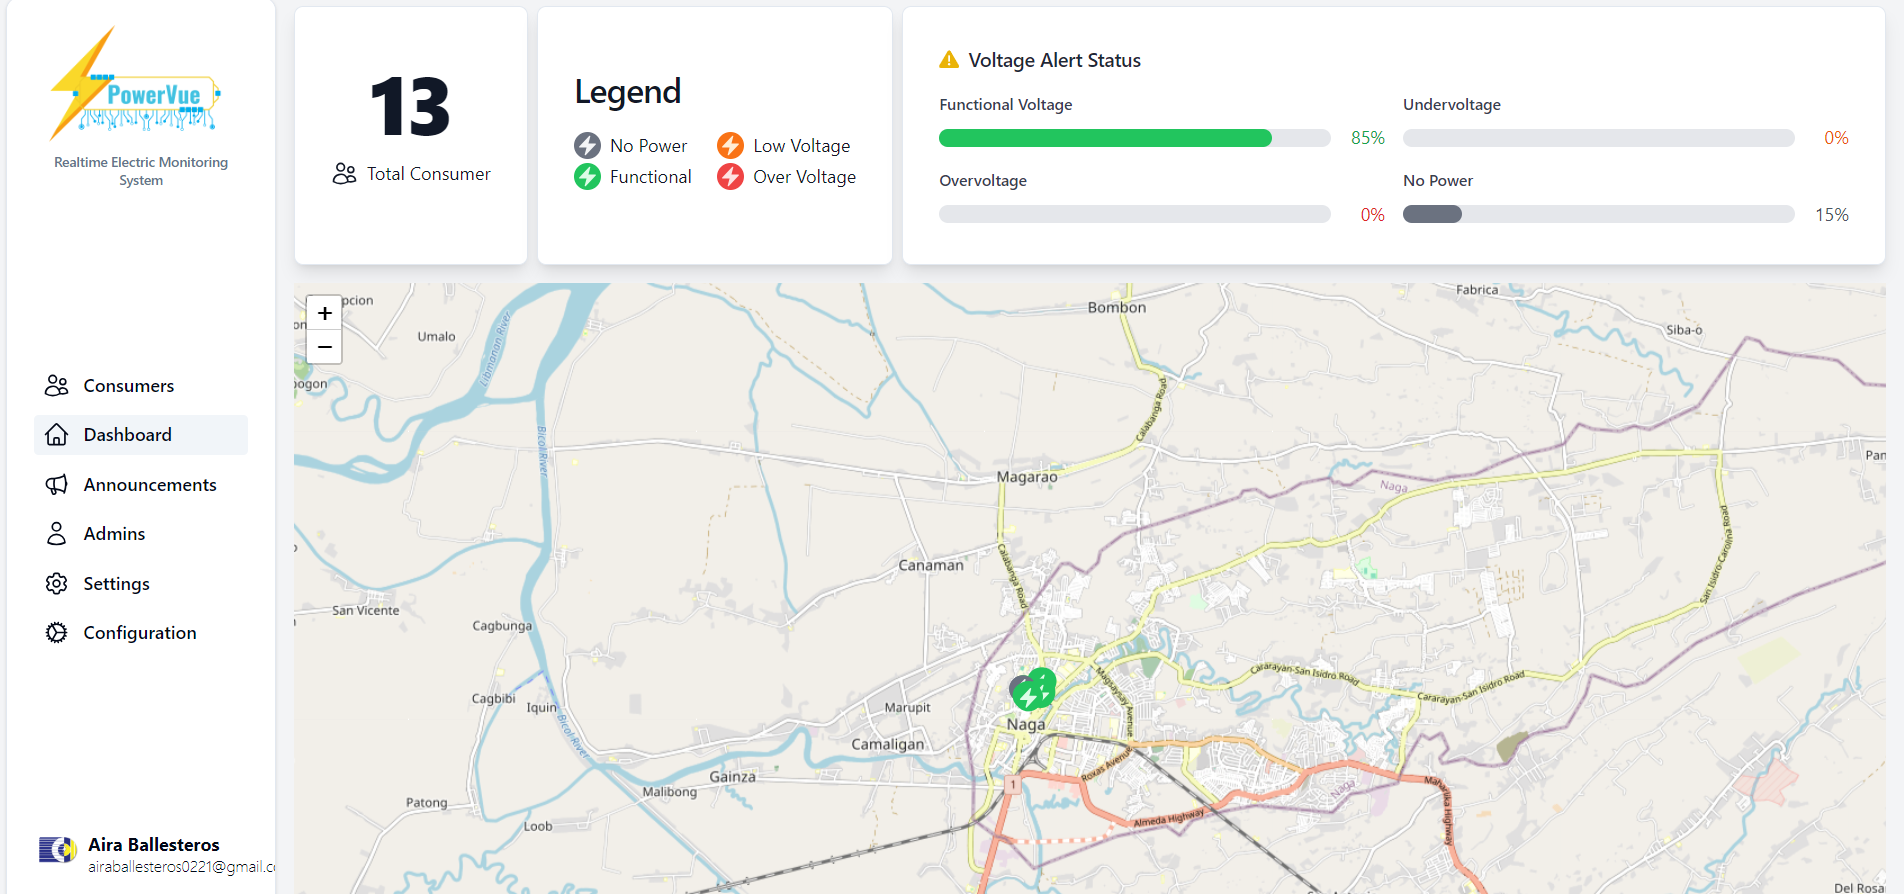 PowerVue
Realtime Electric Monitoring
System
Consumers
Dashboard
Announcements
Admins
Settings
Configuration
Aira Ballesteros
airaballesteros0221@gmail.c
13
Total Consumer
Legend
No Power
Low Voltage
Functional
Over Voltage
Voltage Alert Status
Functional Voltage
85%
Undervoltage
0%
Overvoltage
0%
No Power
15%
+
−
pcion
Umalo
Libmanan River
Bombon
Fabrica
Siba-o
pogon
Calabanga Road
Bicol River
Magarao
Naga
Pan
San Isidro-Carolina Road
Canaman
Calabanga Road
San Vicente
Cagbunga
Cararayan-San Isidro Road
Cararayan-San Isidro Road
Magsaysay Avenue
Cagbibi
Iquin
Bicol River
Marupit
Naga
Camaligan
Gainza
Malibong
Roxas Avenue
1
Naga
Maharlika Highway
Patong
Loob
Almeda Highway
Del Rosa